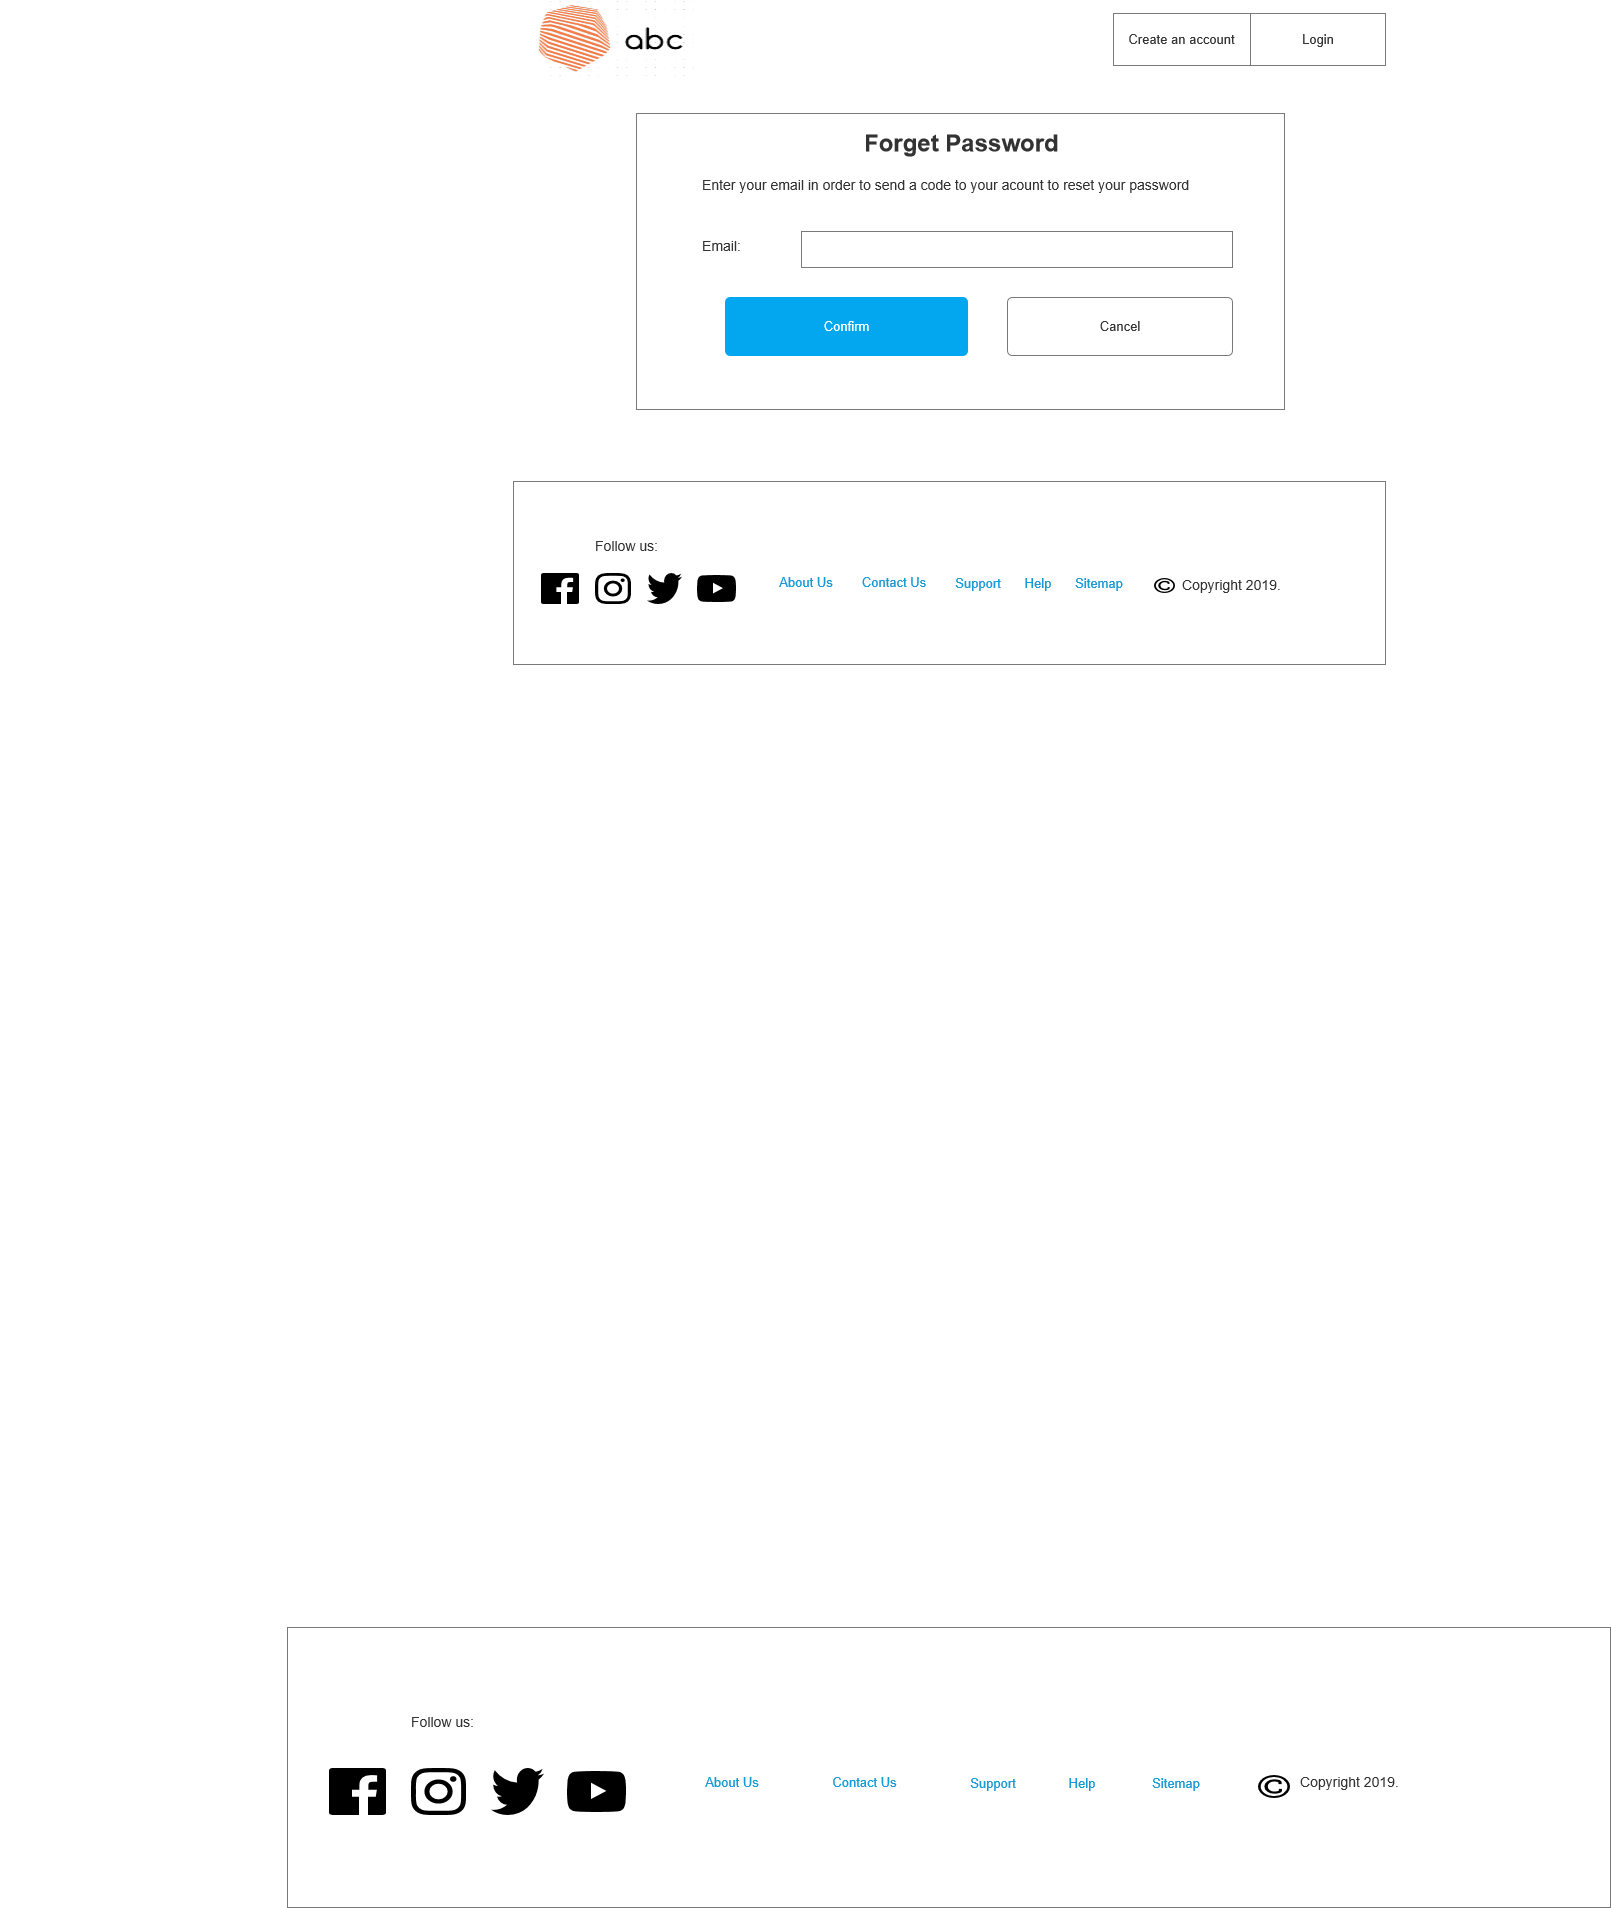 abc
Create an account
Login
Forget Password
Enter your email in order to send a code to your acount to reset your password
Email:
Confirm
Cancel
Follow us:
About Us
Contact Us
Support
Help
Sitemap
© Copyright 2019.
Follow us:
About Us
Contact Us
Support
Help
Sitemap
© Copyright 2019.